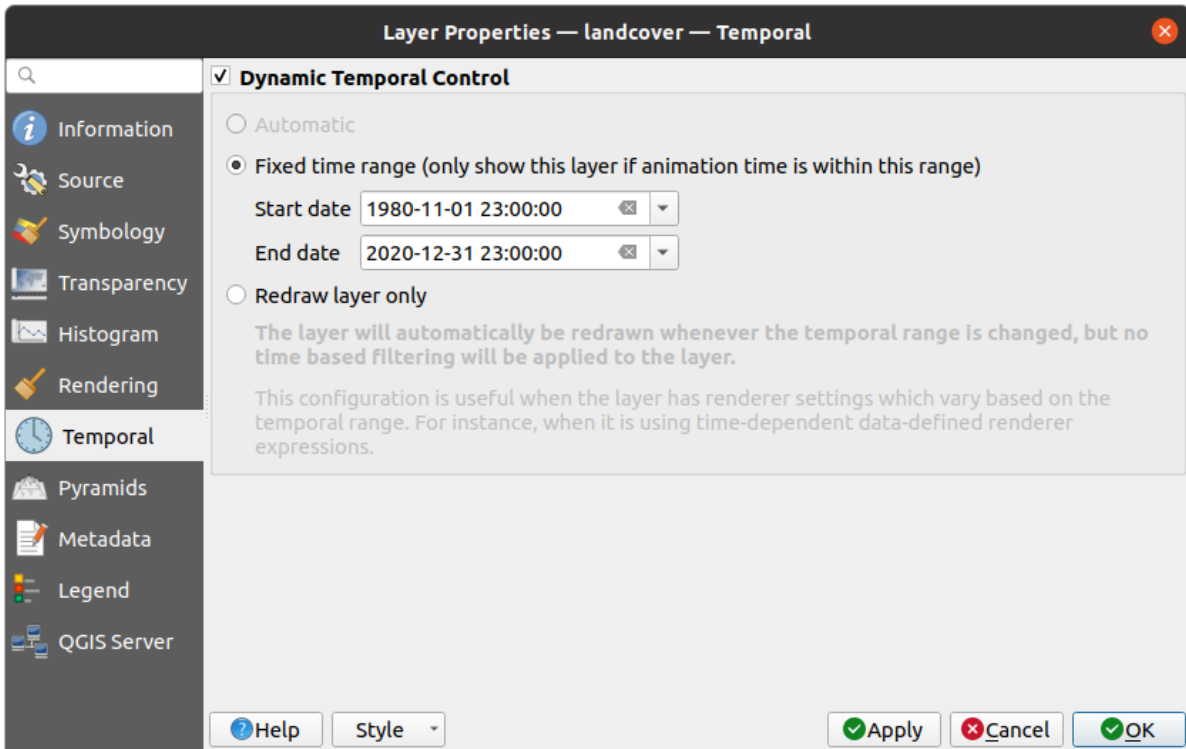 Layer Properties — landcover — Temporal
Dynamic Temporal Control
Information
Source
Symbology
Transparency
Histogram
Rendering
Temporal
Pyramids
Metadata
Legend
QGIS Server
Automatic
Fixed time range (only show this layer if animation time is within this range)
Start date 1980-11-01 23:00:00
End date 2020-12-31 23:00:00
Redraw layer only
The layer will automatically be redrawn whenever the temporal range is changed, but no
time based filtering will be applied to the layer.
This configuration is useful when the layer has renderer settings which vary based on the
temporal range. For instance, when it is using time-dependent data-defined renderer
expressions.
Help Style Apply Cancel OK